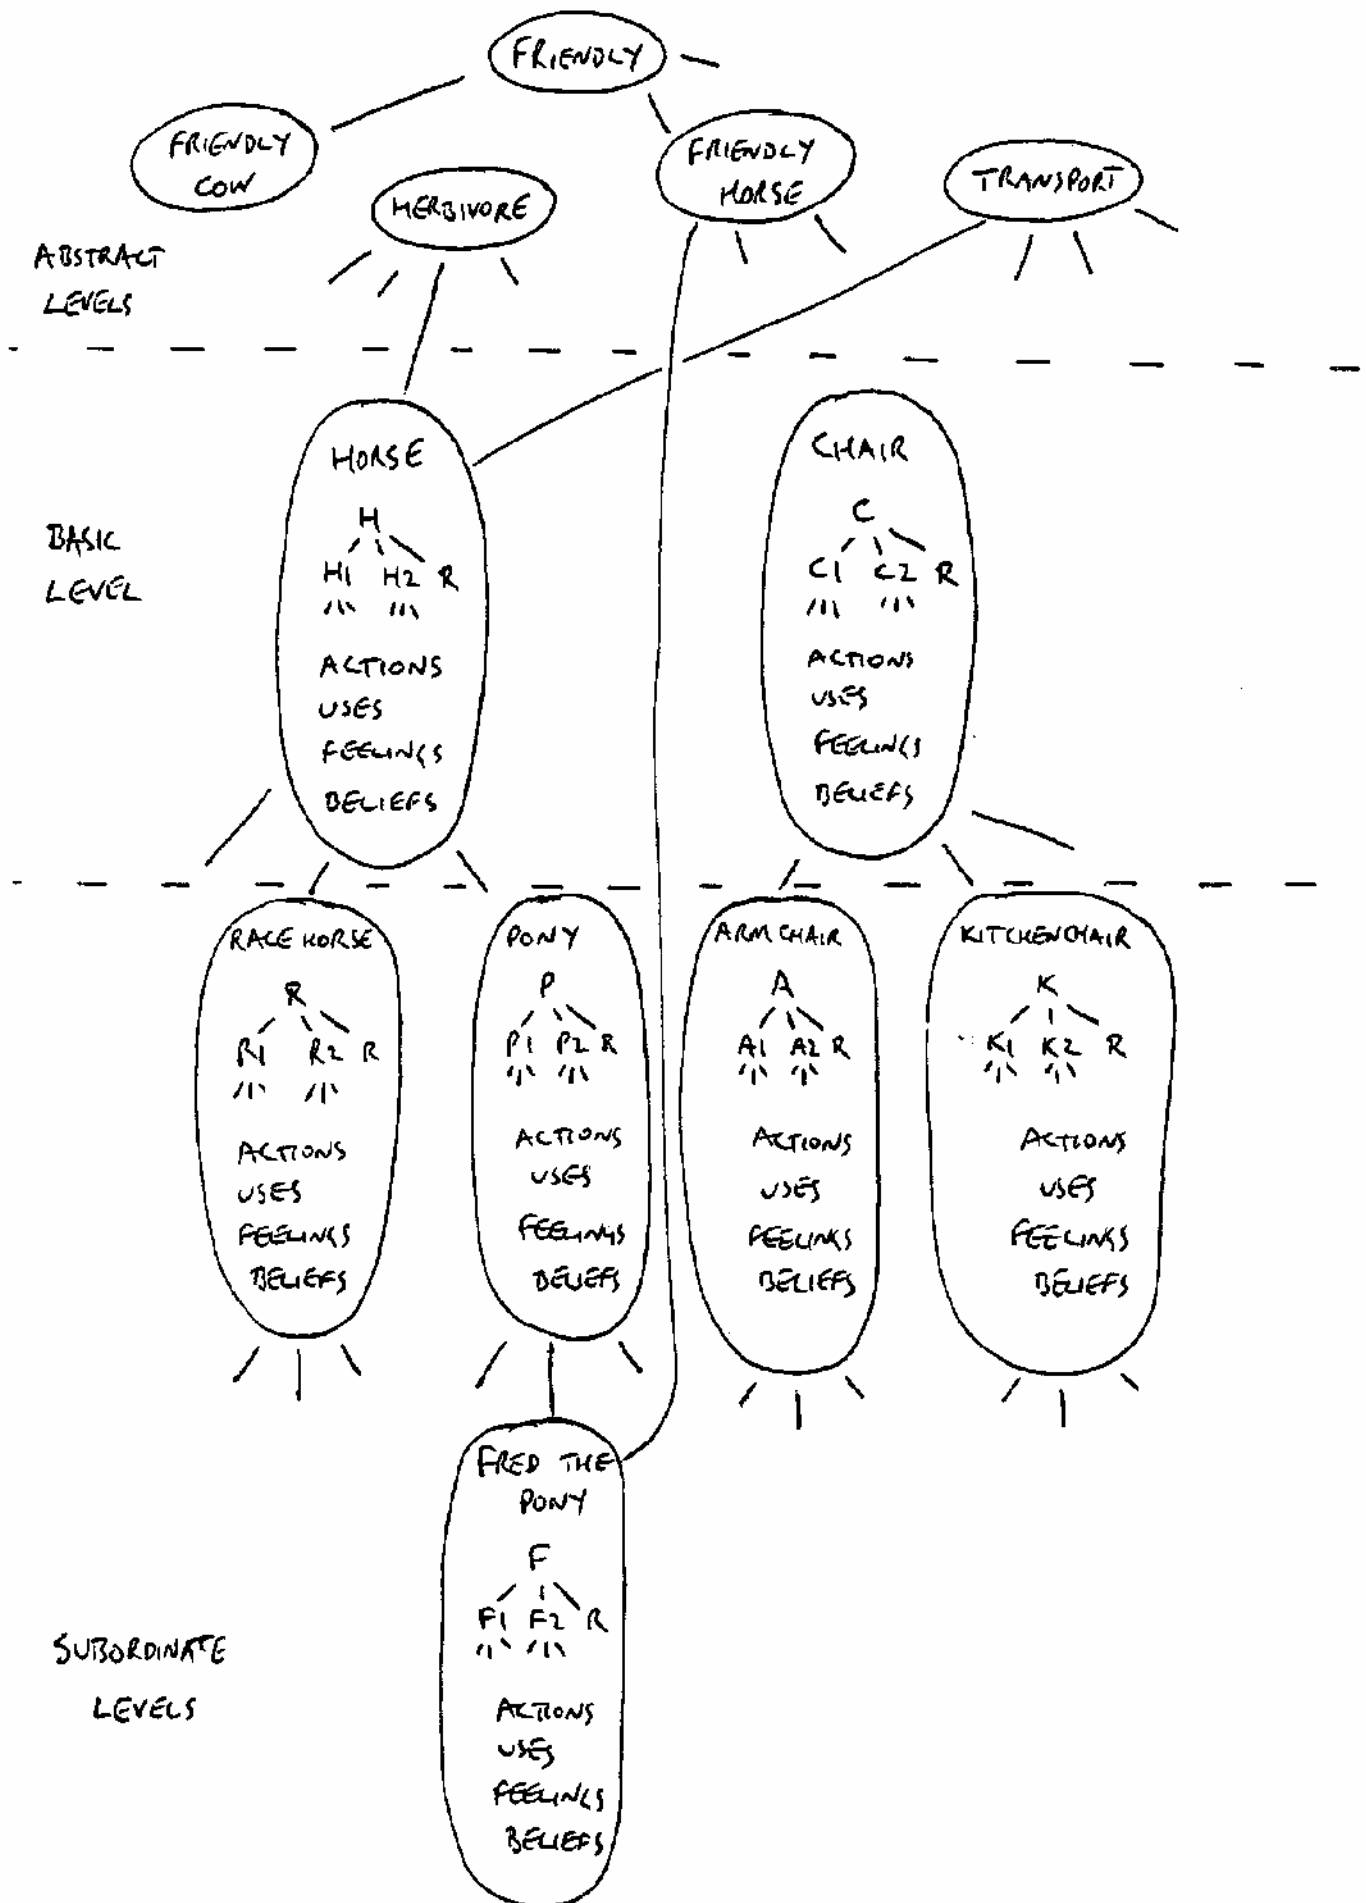 FRIENDLY
FRIENDLY
COW
HERBIVORE
FRIENDLY
HORSE
TRANSPORT
ABSTRACT
LEVELS
HORSE
H
H1 H2 R
ACTIONS
USES
FEELINGS
BELIEFS
CHAIR
C
C1 C2 R
ACTIONS
USES
FEELINGS
BELIEFS
BASIC
LEVEL
RACE HORSE
R
R1 R2 R
ACTIONS
USES
FEELINGS
BELIEFS
PONY
P
P1 P2 R
ACTIONS
USES
FEELINGS
BELIEFS
ARM CHAIR
A
A1 A2 R
ACTIONS
USES
FEELINGS
BELIEFS
KITCHENCHAIR
K
K1 K2 R
ACTIONS
USES
FEELINGS
BELIEFS
FRED THE
PONY
F
F1 F2 R
ACTIONS
USES
FEELINGS
BELIEFS
SUBORDINATE
LEVELS